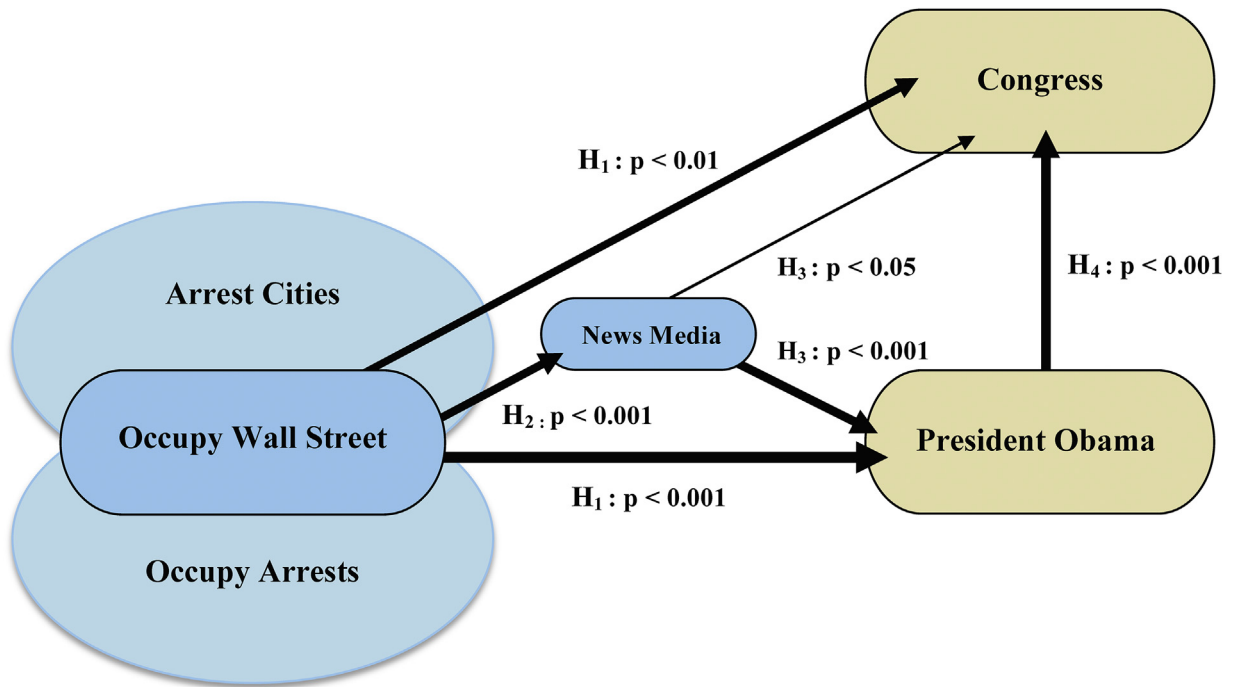 Congress
H₁ : p < 0.01
H₃ : p < 0.05
H₄ : p < 0.001
Arrest Cities
News Media
H₃ : p < 0.001
H₂ : p < 0.001
Occupy Wall Street
President Obama
H₁ : p < 0.001
Occupy Arrests